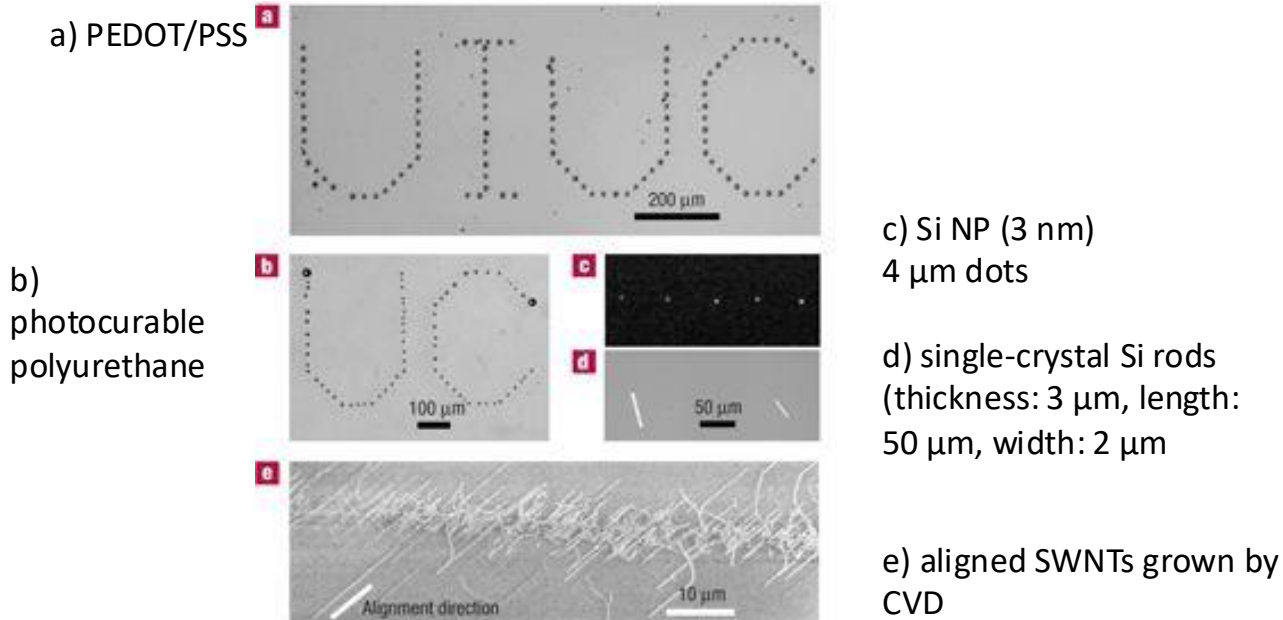 a) PEDOT/PSS
a
UIUC
200 μm
b)
photocurable
polyurethane
b
UC
100 μm
c
c) Si NP (3 nm)
4 μm dots
d
50 μm
d) single-crystal Si rods
(thickness: 3 μm, length:
50 μm, width: 2 μm
e
Alignment direction
10 μm
e) aligned SWNTs grown by
CVD